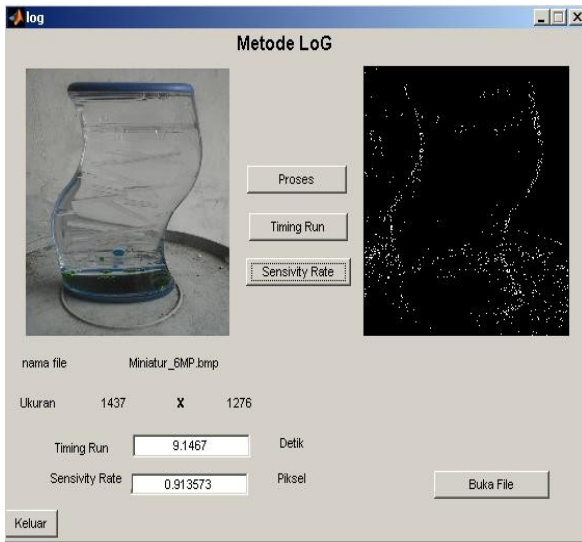 log
Metode LoG
Proses
Timing Run
Sensivity Rate
nama file Miniatur_6MP.bmp
Ukuran 1437 X 1276
Timing Run 9.1467 Detik
Sensivity Rate 0.913573 Piksel
Buka File
Keluar